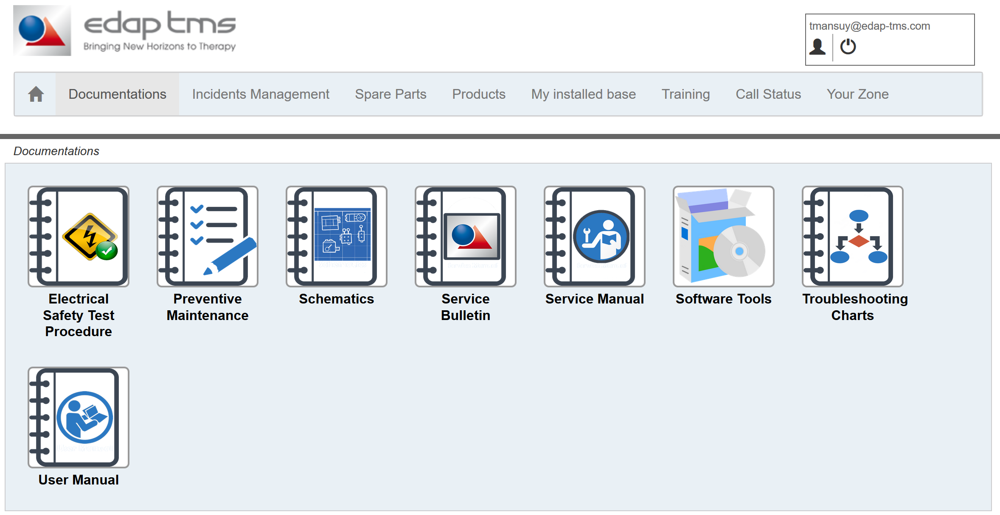 edap tms
Bringing New Horizons to Therapy
tmansuy@edap-tms.com
Documentations Incidents Management Spare Parts Products My installed base Training Call Status Your Zone
Documentations
Electrical
Safety Test
Procedure
Preventive
Maintenance
Schematics
Service
Bulletin
Service Manual
Software Tools
Troubleshooting
Charts
User Manual